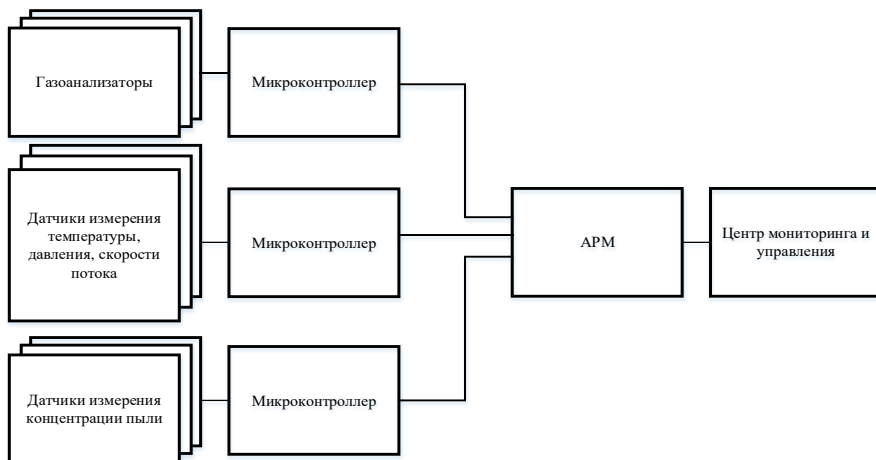 Газоанализаторы
Микроконтроллер
Датчики измерения
температуры,
давления, скорости
потока
Микроконтроллер
АРМ
Центр мониторинга и
управления
Датчики измерения
концентрации пыли
Микроконтроллер